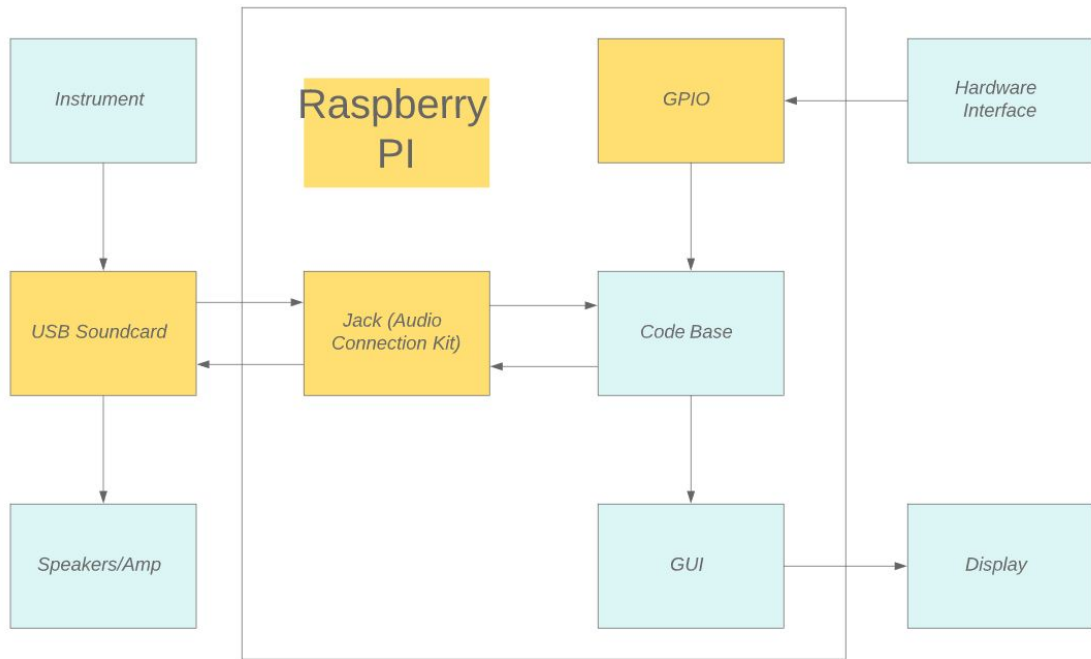 Instrument
Raspberry
PI
GPIO
Hardware
Interface
USB Soundcard
Jack (Audio
Connection Kit)
Code Base
Speakers/Amp
GUI
Display